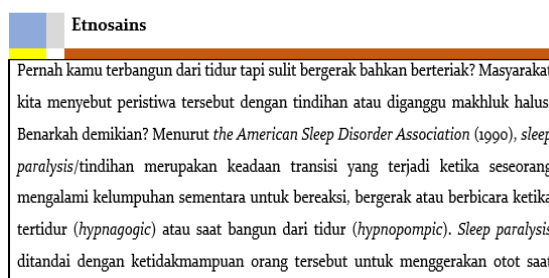 Etnosains
Pernah kamu terbangun dari tidur tapi sulit bergerak bahkan berteriak? Masyarakat
kita menyebut peristiwa tersebut dengan tindihan atau diganggu makhluk halus.
Benarkah demikian? Menurut the American Sleep Disorder Association (1990), sleep
paralysis/tindihan merupakan keadaan transisi yang terjadi ketika seseorang
mengalami kelumpuhan sementara untuk bereaksi, bergerak atau berbicara ketika
tertidur (hypnagogic) atau saat bangun dari tidur (hypnopompic). Sleep paralysis
ditandai dengan ketidakmampuan orang tersebut untuk menggerakan otot saat